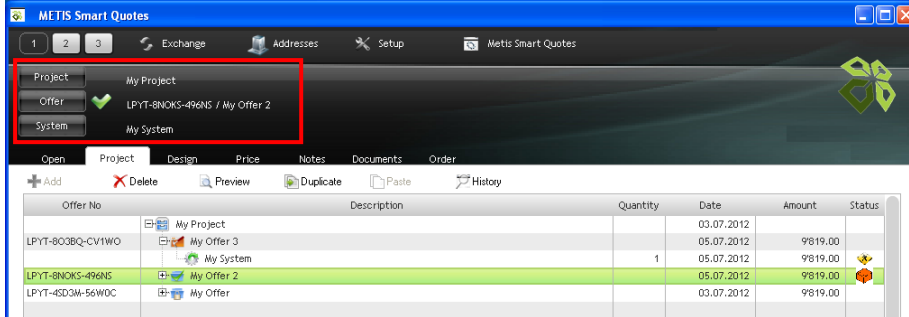 METIS Smart Quotes
1 2 3 Exchange Addresses Setup Metis Smart Quotes
Project My Project
Offer LPYT-8NOKS-496NS / My Offer 2
System My System
Open Project Design Price Notes Documents Order
Add Delete Preview Duplicate Paste History
Offer No Description Quantity Date Amount Status
My Project 03.07.2012
LPYT-8O3BQ-CV1WO My Offer 3 05.07.2012 9'819.00
My System 1 05.07.2012 9'819.00
LPYT-8NOKS-496NS My Offer 2 05.07.2012 9'819.00
LPYT-4SD3M-56W0C My Offer 03.07.2012 9'819.00